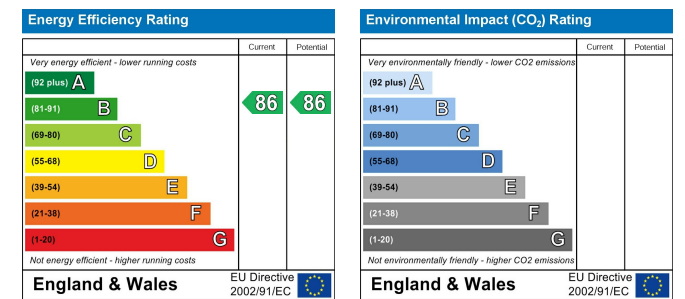 Energy Efficiency Rating
Current Potential
Very energy efficient - lower running costs
(92 plus) A
(81-91) B
86 86
(69-80) C
(55-68) D
(39-54) E
(21-38) F
(1-20) G
Not energy efficient - higher running costs
England & Wales
EU Directive
2002/91/EC
Environmental Impact (CO2) Rating
Current Potential
Very environmentally friendly - lower CO2 emissions
(92 plus) A
(81-91) B
(69-80) C
(55-68) D
(39-54) E
(21-38) F
(1-20) G
Not environmentally friendly - higher CO2 emissions
England & Wales
EU Directive
2002/91/EC